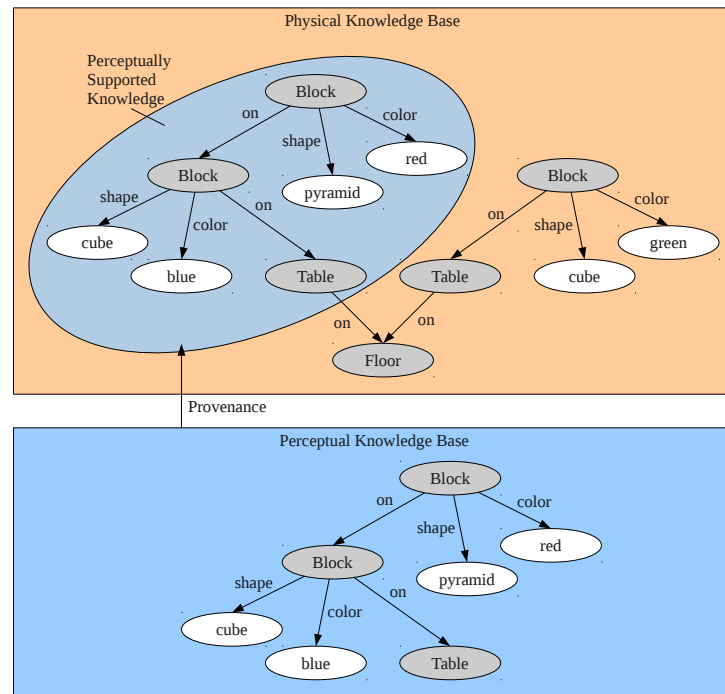 Physical Knowledge Base
Perceptually
Supported
Knowledge
Block
on
shape
color
red
pyramid
Block
shape
color
on
cube
blue
Table
Block
on
shape
color
green
cube
Table
on
on
Floor
Provenance
Perceptual Knowledge Base
Block
on
shape
color
red
pyramid
Block
shape
color
on
cube
blue
Table